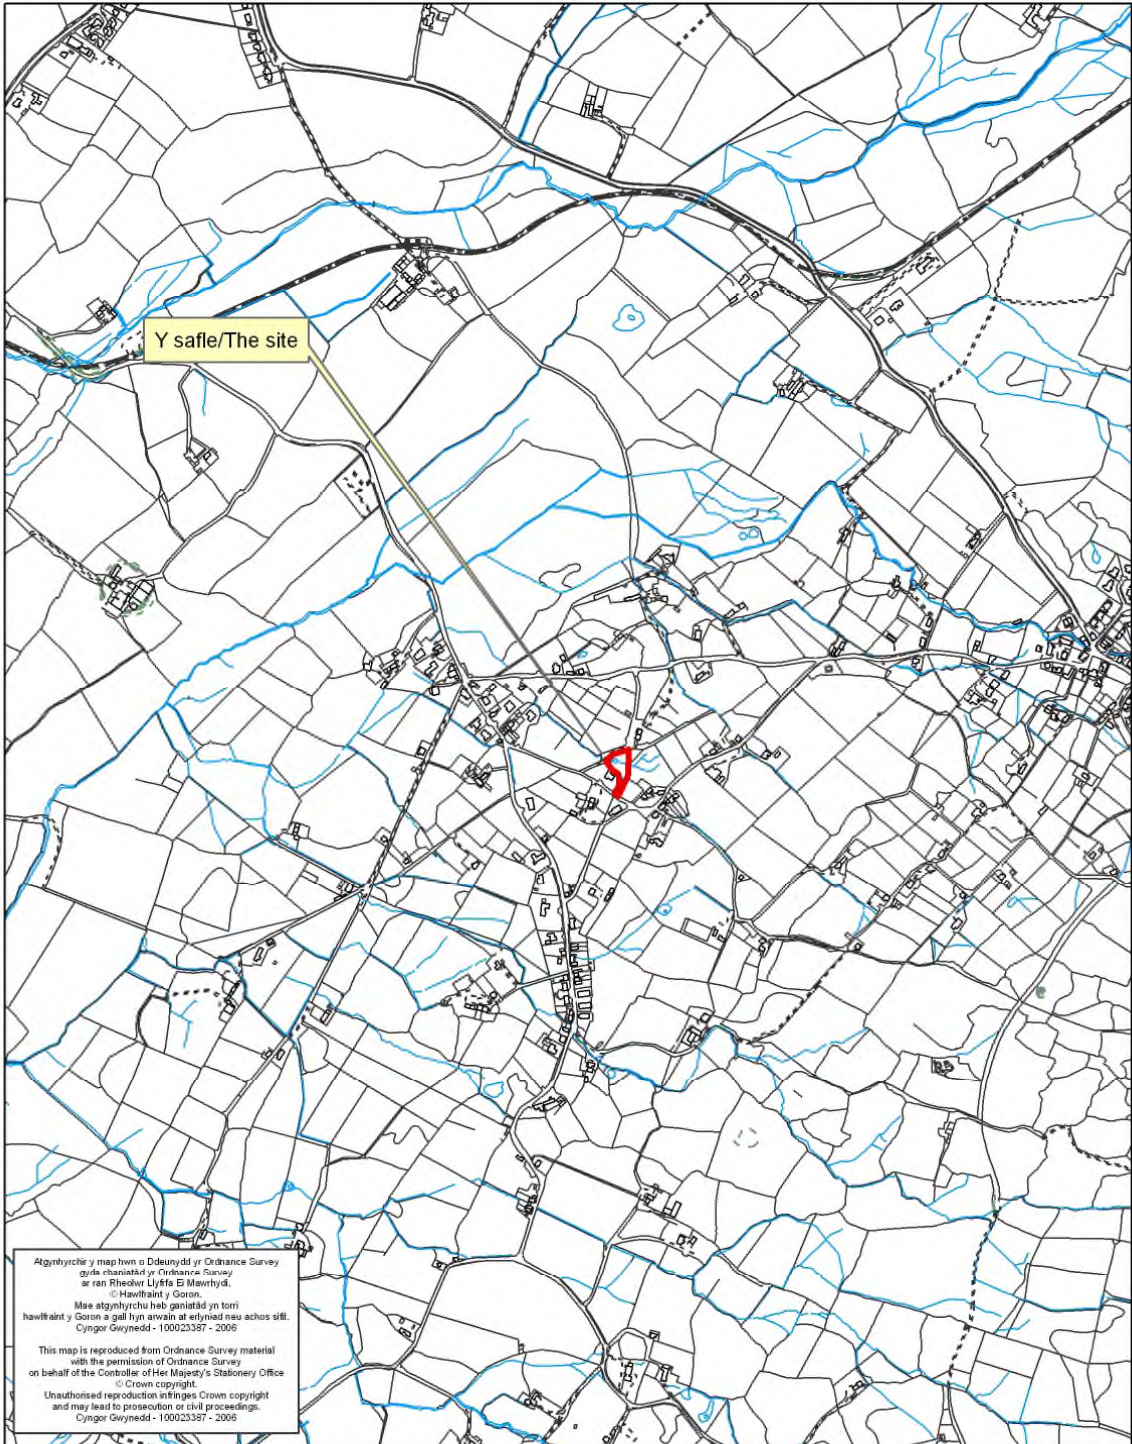 Y safle/The site
Atgynhyrchir y map hwn o Ddeunydd yr Ordnance Survey
gyda chaniatâd yr Ordnance Survey
ar ran Rheolwr Llyfrfa Ei Mawrhydi.
© Hawlfraint y Goron.
Mae atgynhyrchu heb ganiatâd yn torri
hawlfraint y Goron a gall hyn arwain at erlyniad neu achos sifil.
Cyngor Gwynedd - 100023387 - 2006
This map is reproduced from Ordnance Survey material
with the permission of Ordnance Survey
on behalf of the Controller of Her Majesty's Stationery Office
© Crown copyright.
Unauthorised reproduction infringes Crown copyright
and may lead to prosecution or civil proceedings.
Cyngor Gwynedd - 100023387 - 2006